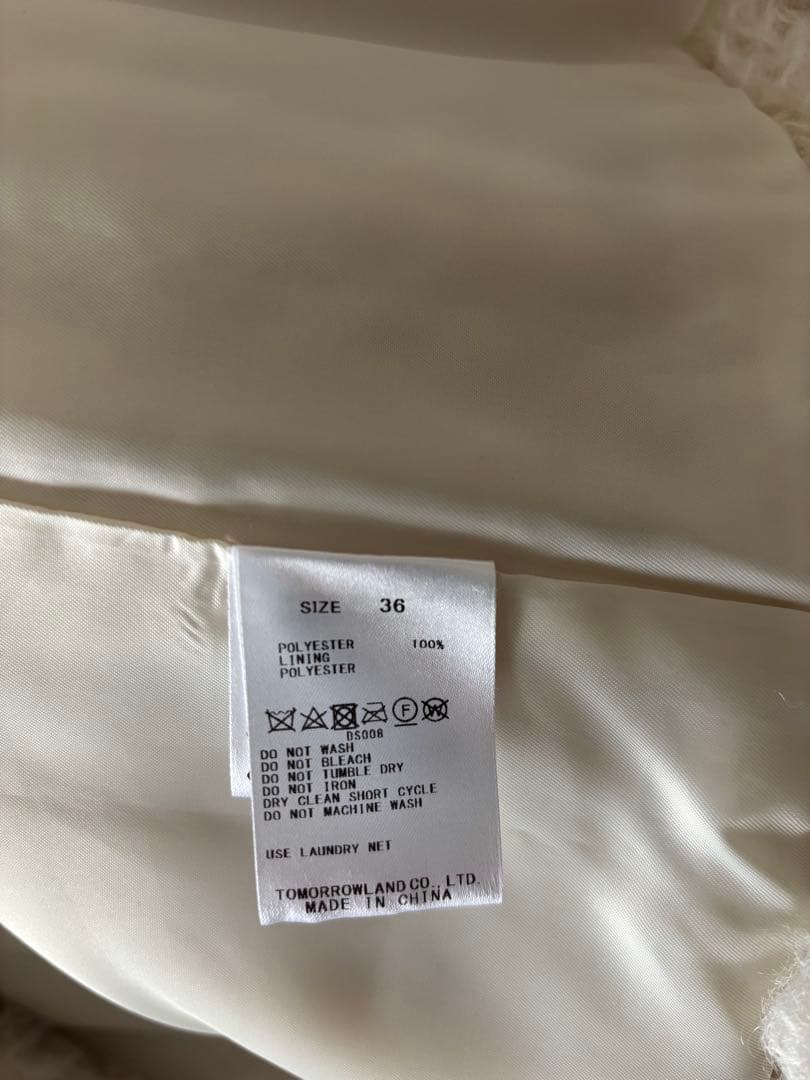 SIZE 36
POLYESTER 100%
LINING
POLYESTER
F W
DS008
DO NOT WASH
DO NOT BLEACH
DO NOT TUMBLE DRY
DO NOT IRON
DRY CLEAN SHORT CYCLE
DO NOT MACHINE WASH
USE LAUNDRY NET
TOMORROWLAND CO., LTD.
MADE IN CHINA